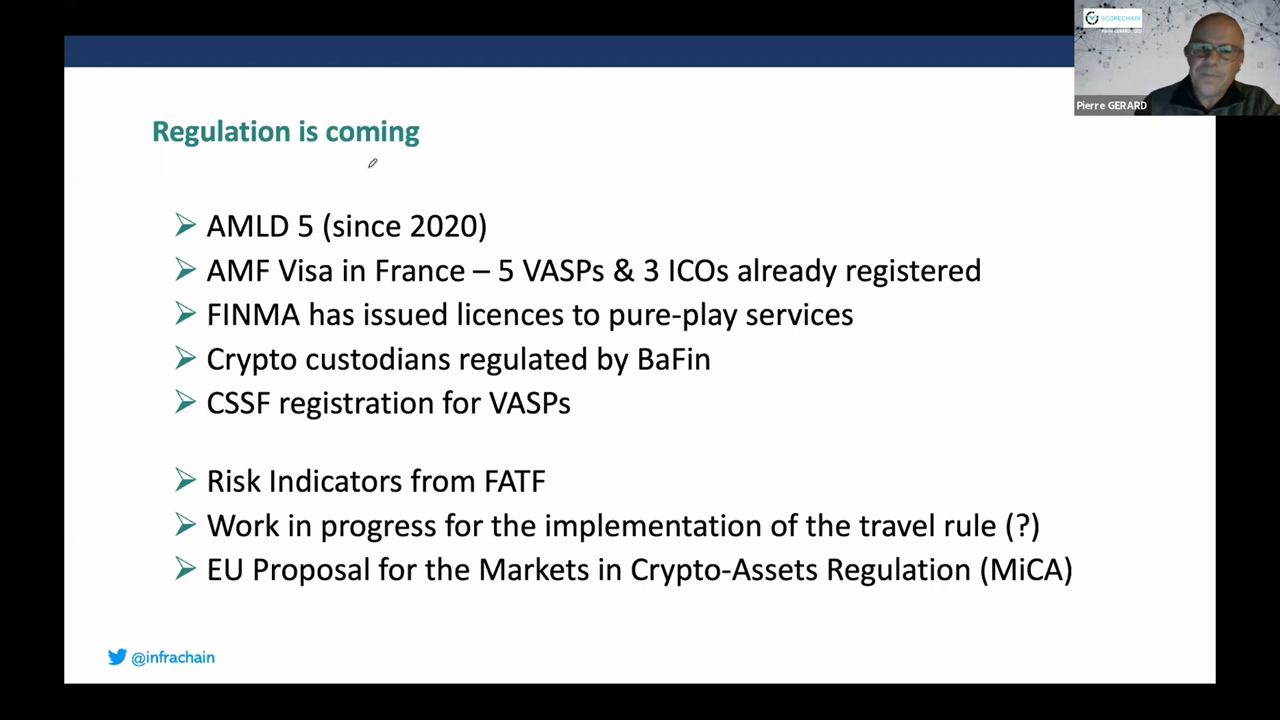 Regulation is coming
AMLD 5 (since 2020)
AMF Visa in France – 5 VASPs & 3 ICOs already registered
FINMA has issued licences to pure-play services
Crypto custodians regulated by BaFin
CSSF registration for VASPs
Risk Indicators from FATF
Work in progress for the implementation of the travel rule (?)
EU Proposal for the Markets in Crypto-Assets Regulation (MiCA)
@infrachain
SCORECHAIN
Pierre GERARD